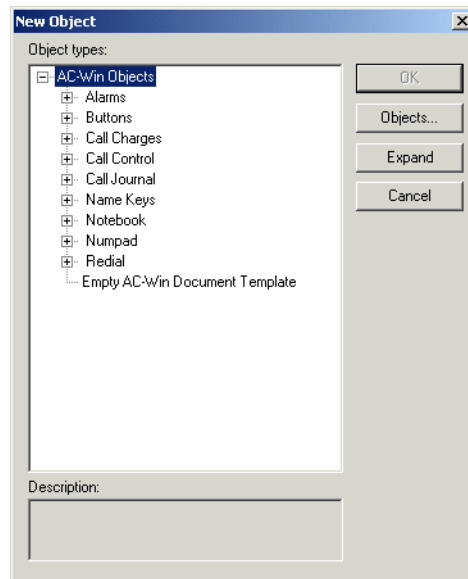 New Object
Object types:
AC-Win Objects
OK
Alarms
Buttons
Objects...
Call Charges
Call Control
Expand
Call Journal
Name Keys
Cancel
Notebook
Numpad
Redial
Empty AC-Win Document Template
Description: